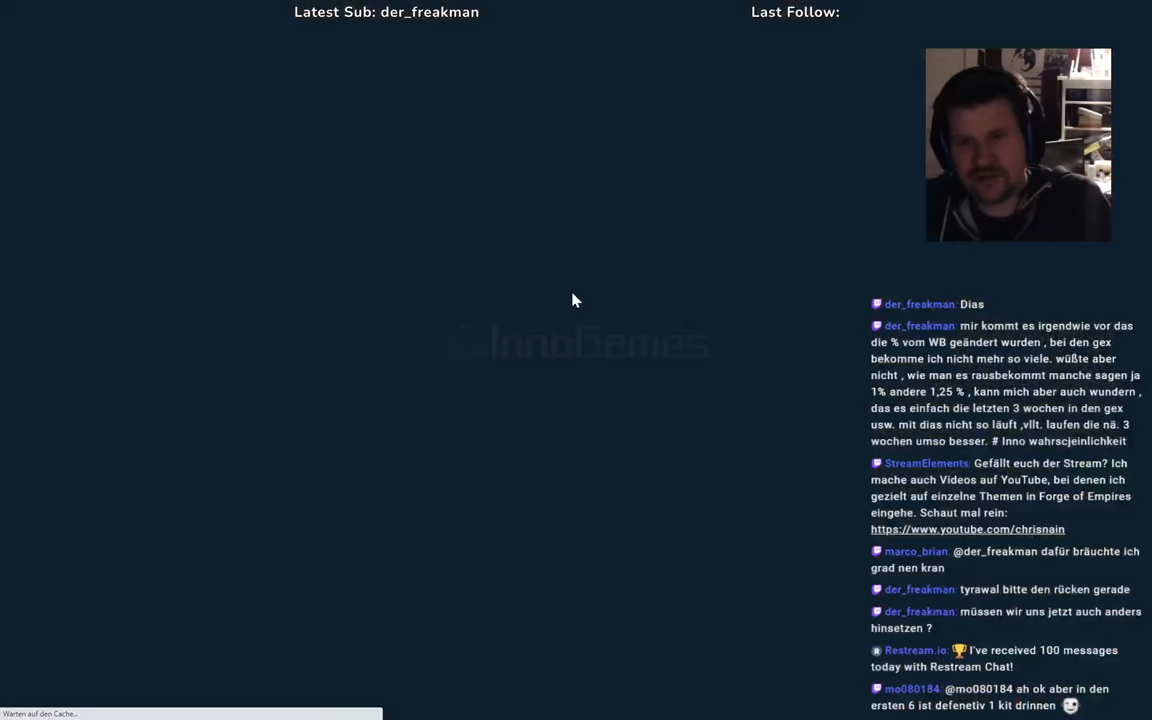 Latest Sub: der_freakman
Last Follow:
InnoGames
der_freakman: Dias
der_freakman: mir kommt es irgendwie vor das
die % vom WB geändert wurden , bei den gex
bekomme ich nicht mehr so viele. wüßte aber
nicht , wie man es rausbekommt manche sagen ja
1% andere 1,25 % , kann mich aber auch wundern ,
das es einfach die letzten 3 wochen in den gex
usw. mit dias nicht so läuft ,vllt. laufen die nä. 3
wochen umso besser. # Inno wahrscjeinlichkeit
StreamElements: Gefällt euch der Stream? Ich
mache auch Videos auf YouTube, bei denen ich
gezielt auf einzelne Themen in Forge of Empires
eingehe. Schaut mal rein:
https://www.youtube.com/chrisnain
marco_brian: @der_freakman dafür bräuchte ich
grad nen kran
der_freakman: tyrawal bitte den rücken gerade
der_freakman: müssen wir uns jetzt auch anders
hinsetzen ?
Restream.io: 🏆 I've received 100 messages
today with Restream Chat!
mo080184: @mo080184 ah ok aber in den
ersten 6 ist defenetiv 1 kit drinnen
Warten auf den Cache...